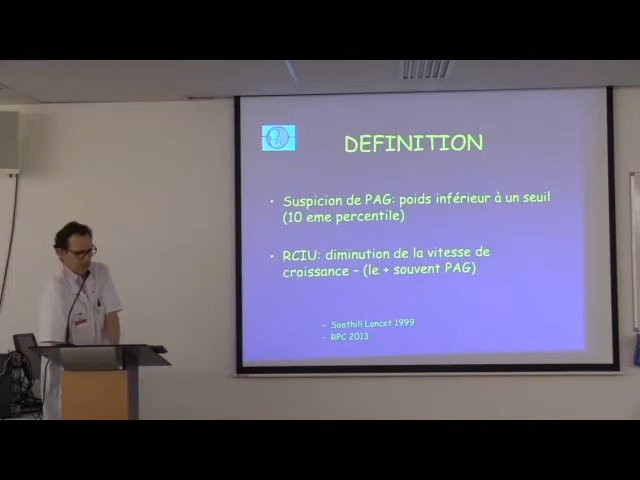 DEFINITION
• Suspicion de PAG: poids inférieur à un seuil
(10 eme percentile)
• RCIU: diminution de la vitesse de
croissance – (le + souvent PAG)
– Soothill Lancet 1999
– RPC 2013